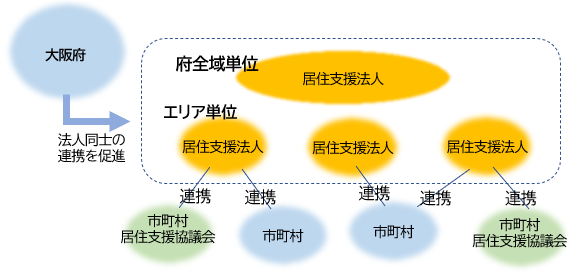 大阪府
法人同士の
連携を促進
府全域単位
居住支援法人
エリア単位
居住支援法人
居住支援法人
居住支援法人
連携
連携
連携
連携
連携
市町村
居住支援協議会
市町村
市町村
市町村
居住支援協議会